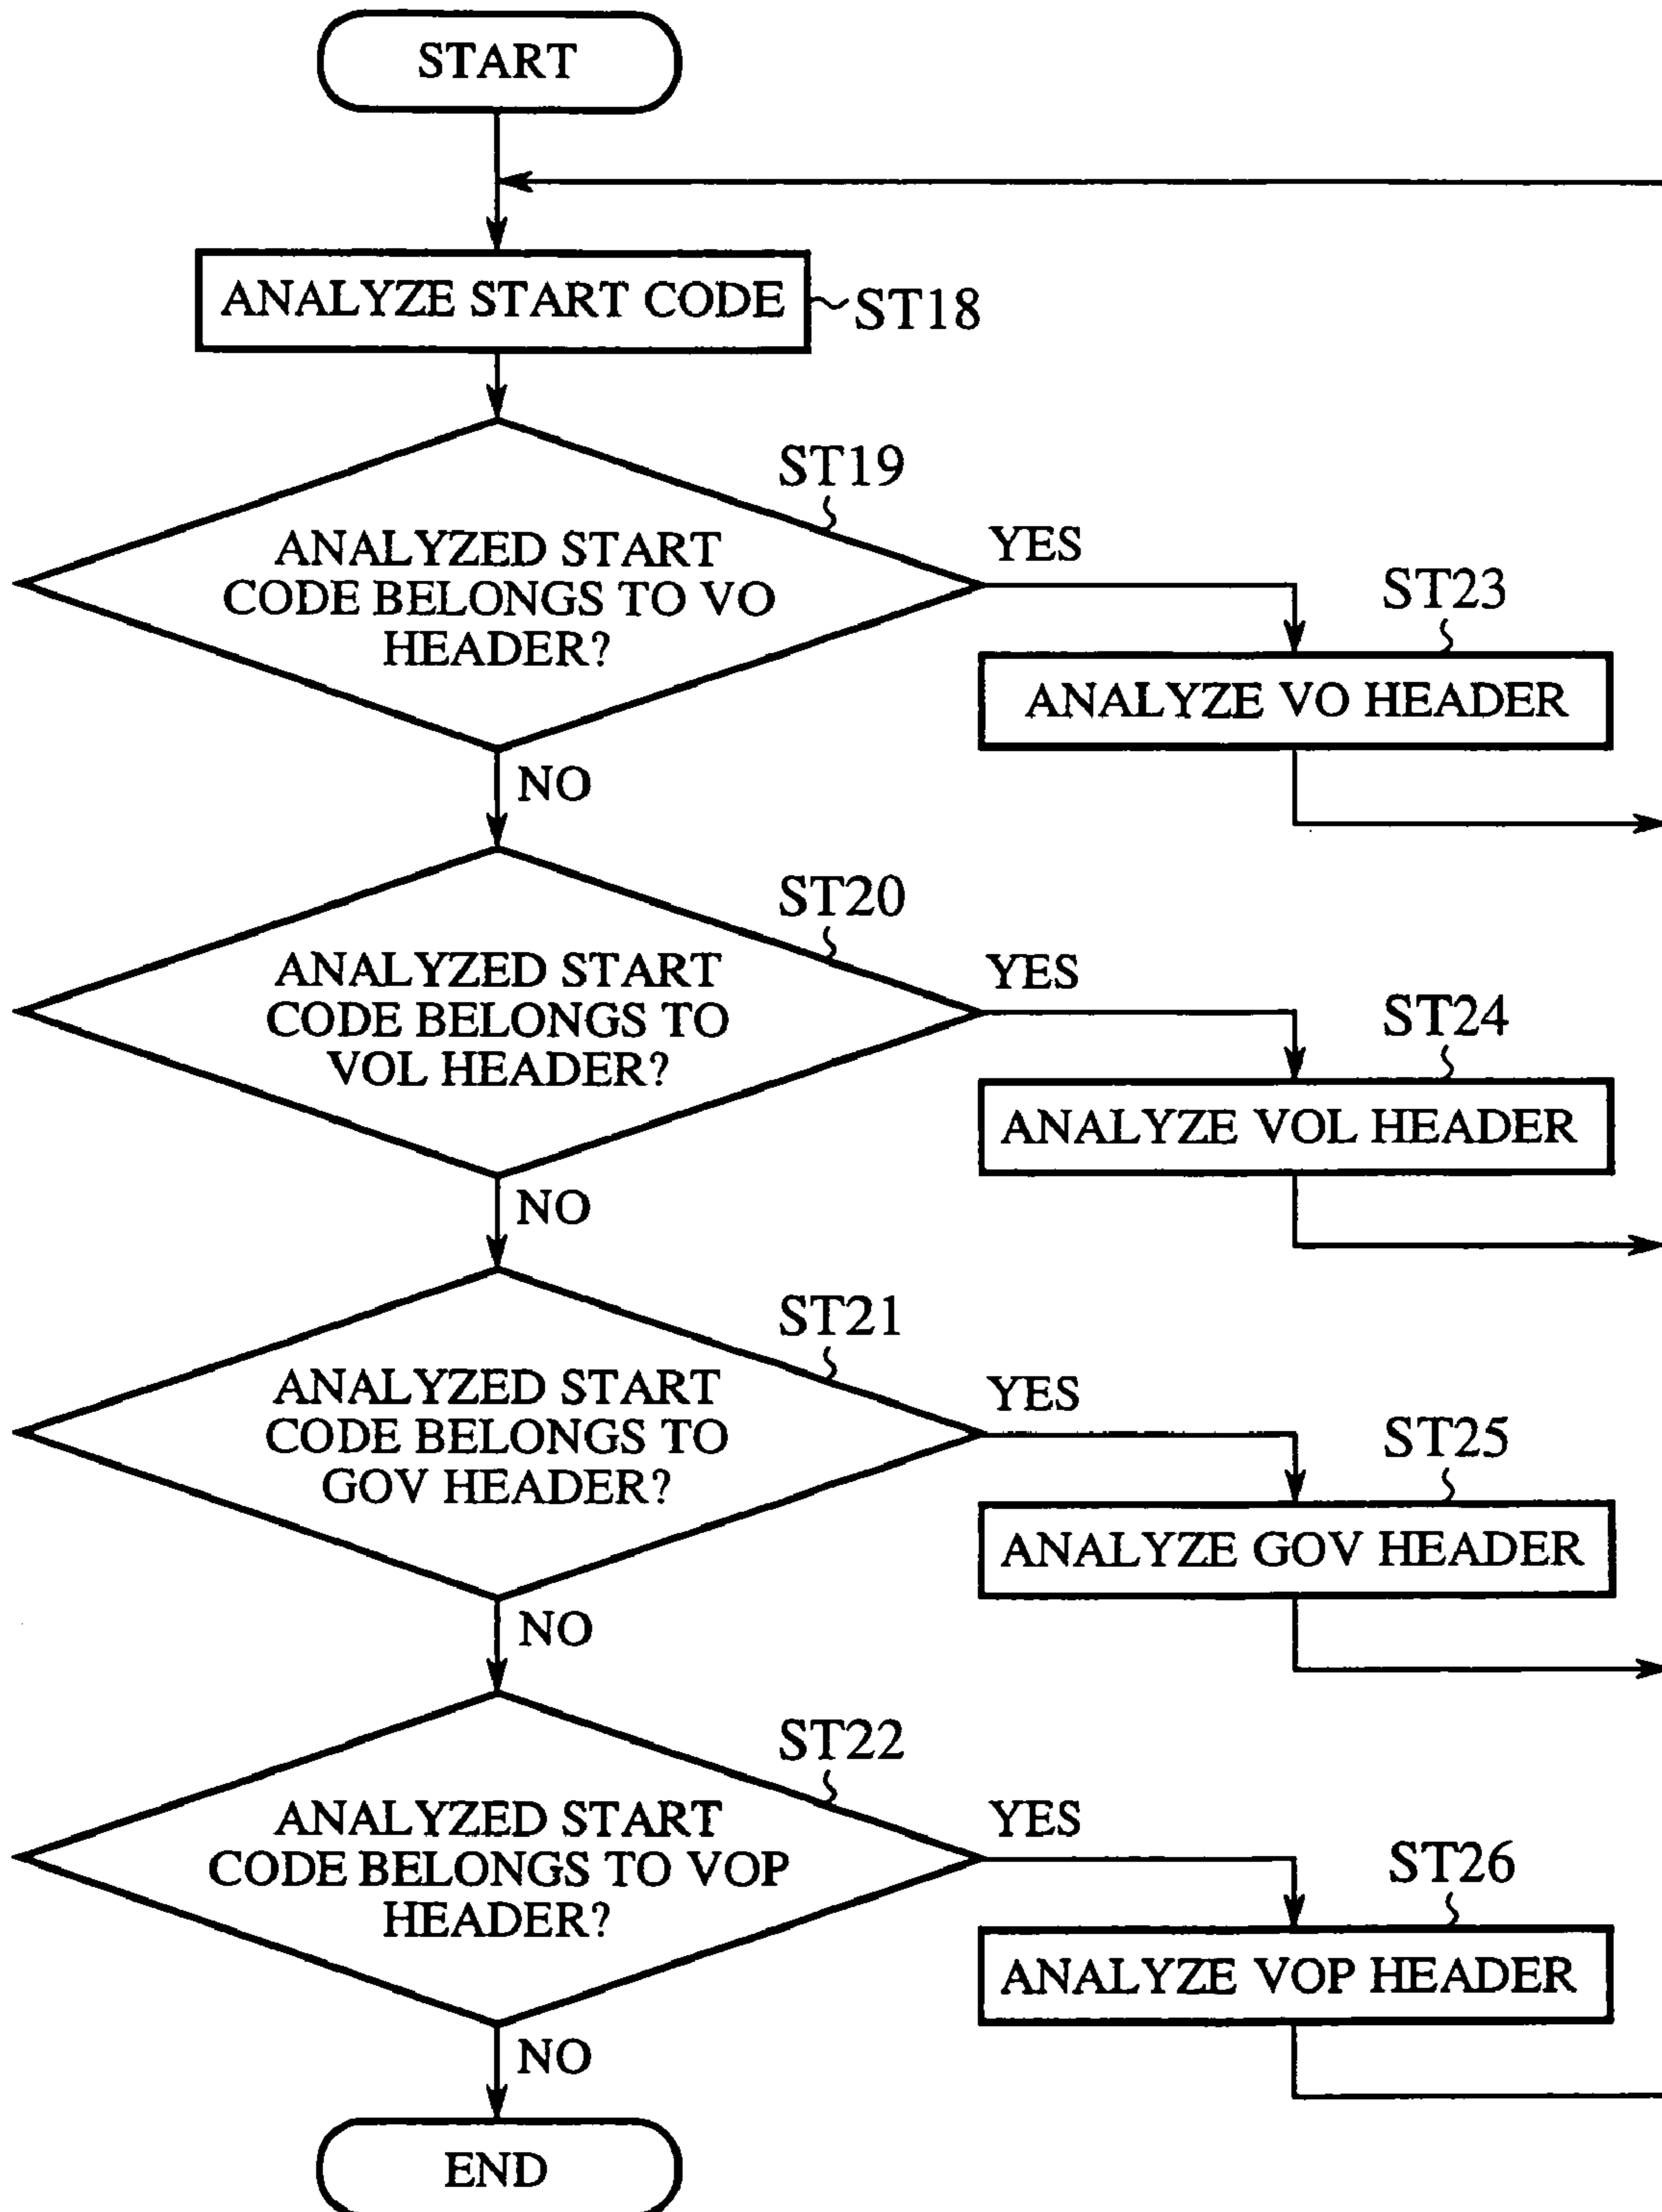 START
ANALYZE START CODE
ST18
ST19
ANALYZED START
CODE BELONGS TO VO
HEADER?
YES
ST23
ANALYZE VO HEADER
NO
ST20
ANALYZED START
CODE BELONGS TO
VOL HEADER?
YES
ST24
ANALYZE VOL HEADER
NO
ST21
ANALYZED START
CODE BELONGS TO
GOV HEADER?
YES
ST25
ANALYZE GOV HEADER
NO
ST22
ANALYZED START
CODE BELONGS TO VOP
HEADER?
YES
ST26
ANALYZE VOP HEADER
NO
END